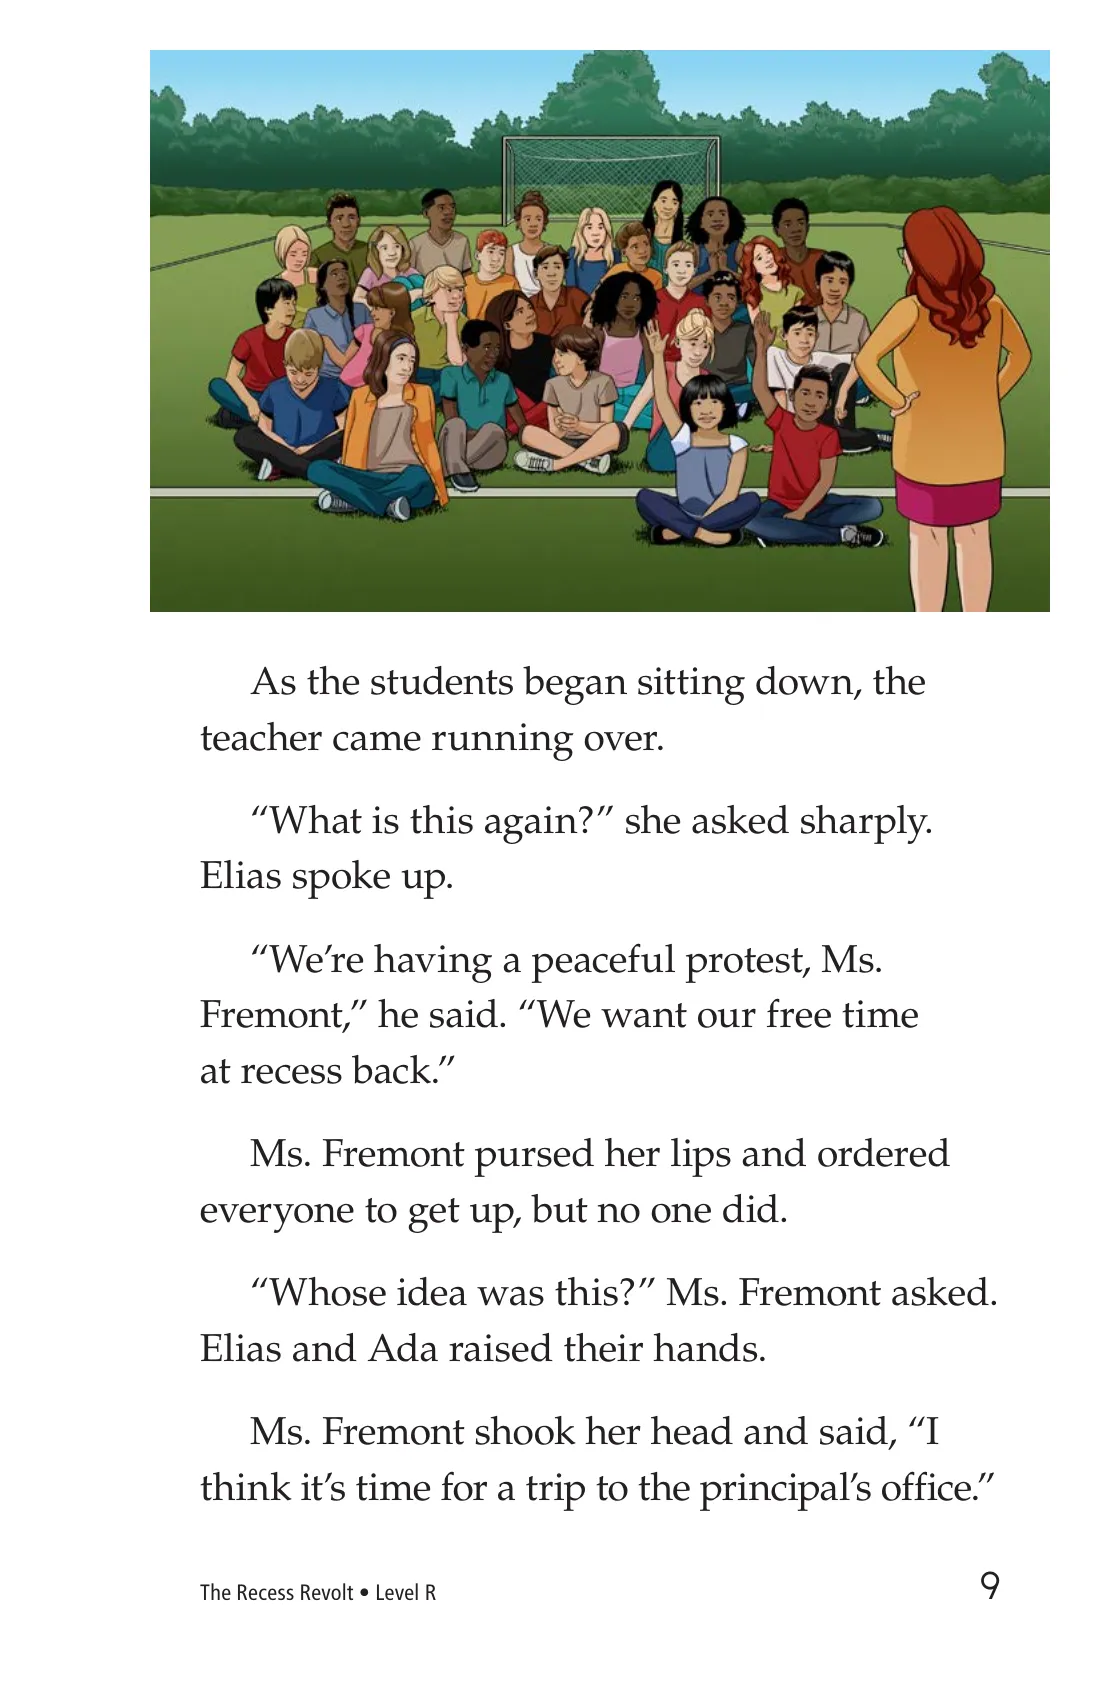 As the students began sitting down, the
teacher came running over.
“What is this again?” she asked sharply.
Elias spoke up.
“We’re having a peaceful protest, Ms.
Fremont,” he said. “We want our free time
at recess back.”
Ms. Fremont pursed her lips and ordered
everyone to get up, but no one did.
“Whose idea was this?” Ms. Fremont asked.
Elias and Ada raised their hands.
Ms. Fremont shook her head and said, “I
think it’s time for a trip to the principal’s office.”
The Recess Revolt • Level R
9